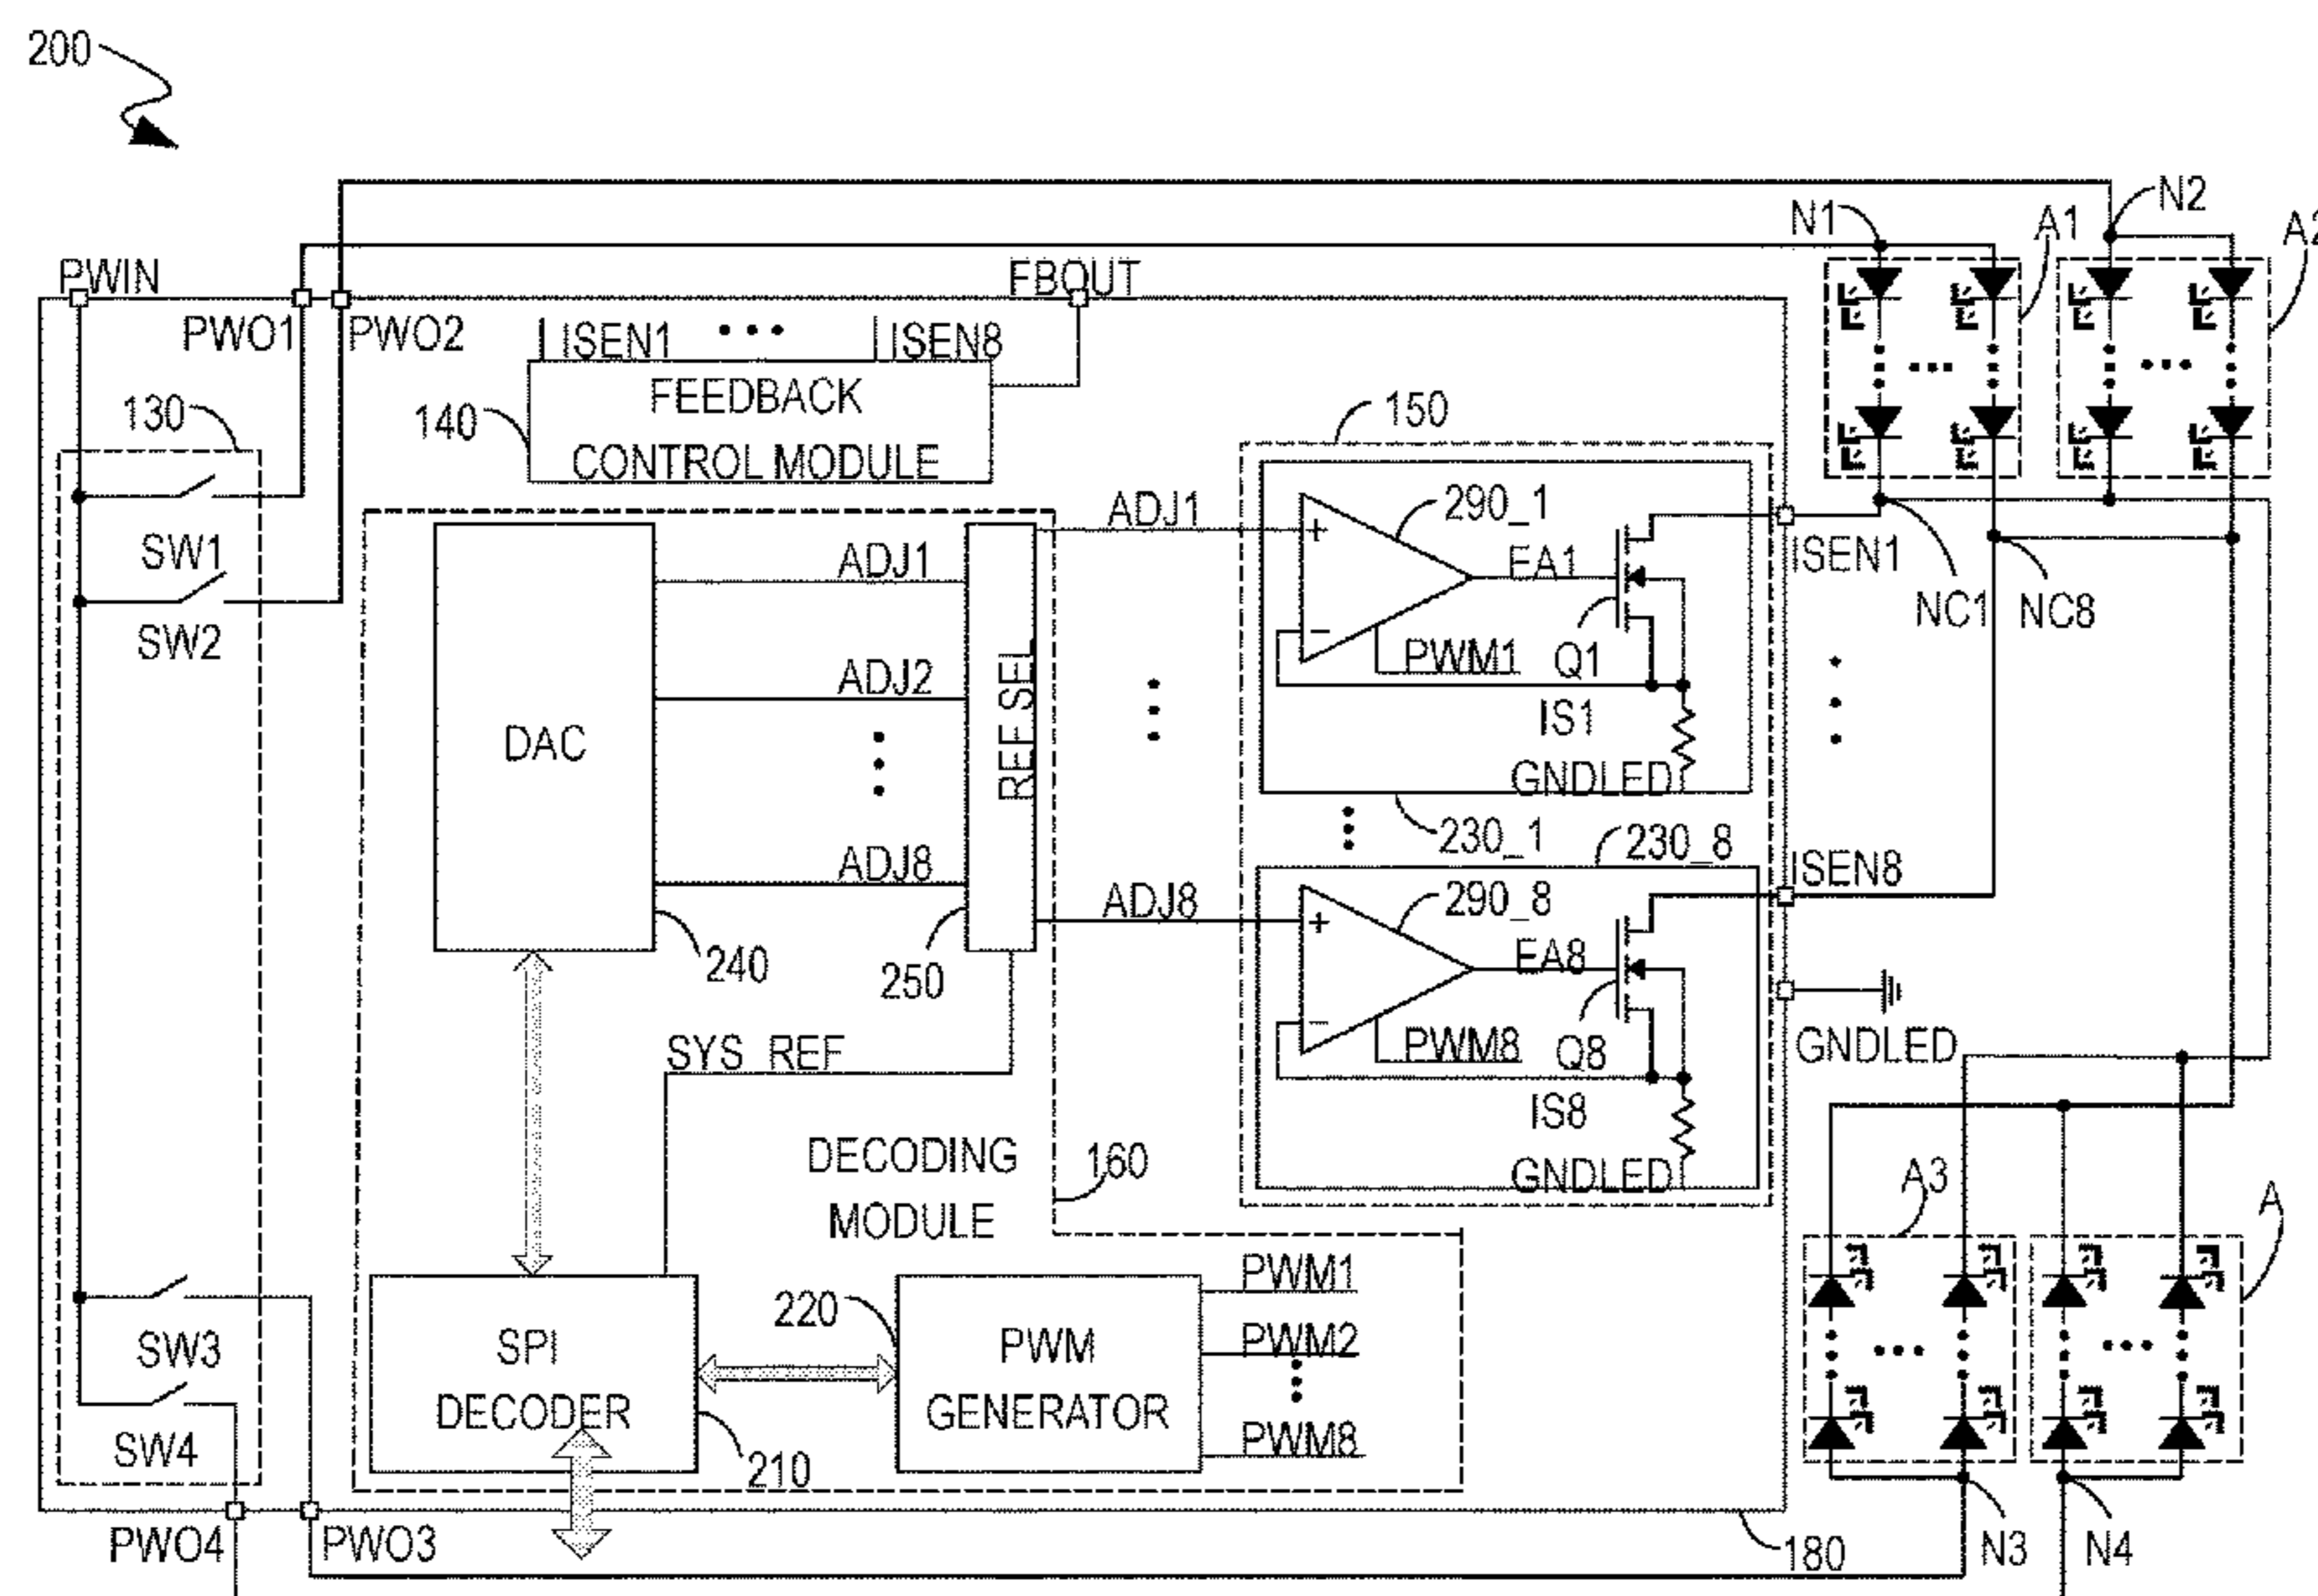 200
N2
N1
A1
A2
PWIN
FBOUT
PWO1
PWO2
ISEN1 ••• ISEN8
FEEDBACK
CONTROL MODULE
130
140
150
ADJ1
290_1
SW1
ADJ1
EA1
ISEN1
NC1
NC8
SW2
ADJ2
REF SEL
PWM1
Q1
DAC
IS1
GNDLED
230_1
230_8
ADJ8
ISEN8
ADJ8
290_8
240
250
EA8
SYS_REF
PWM8
Q8
GNDLED
IS8
DECODING
MODULE
160
GNDLED
A3
A
PWM1
220
SW3
SPI
DECODER
PWM
GENERATOR
PWM2
PWM8
SW4
210
PWO4
PWO3
180
N3
N4